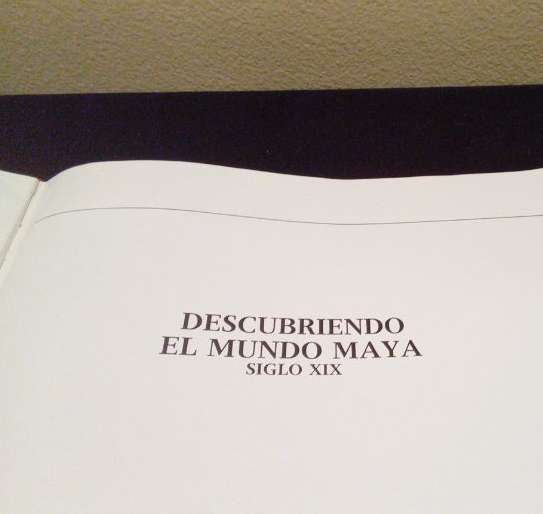 DESCUBRIENDO
EL MUNDO MAYA
SIGLO XIX